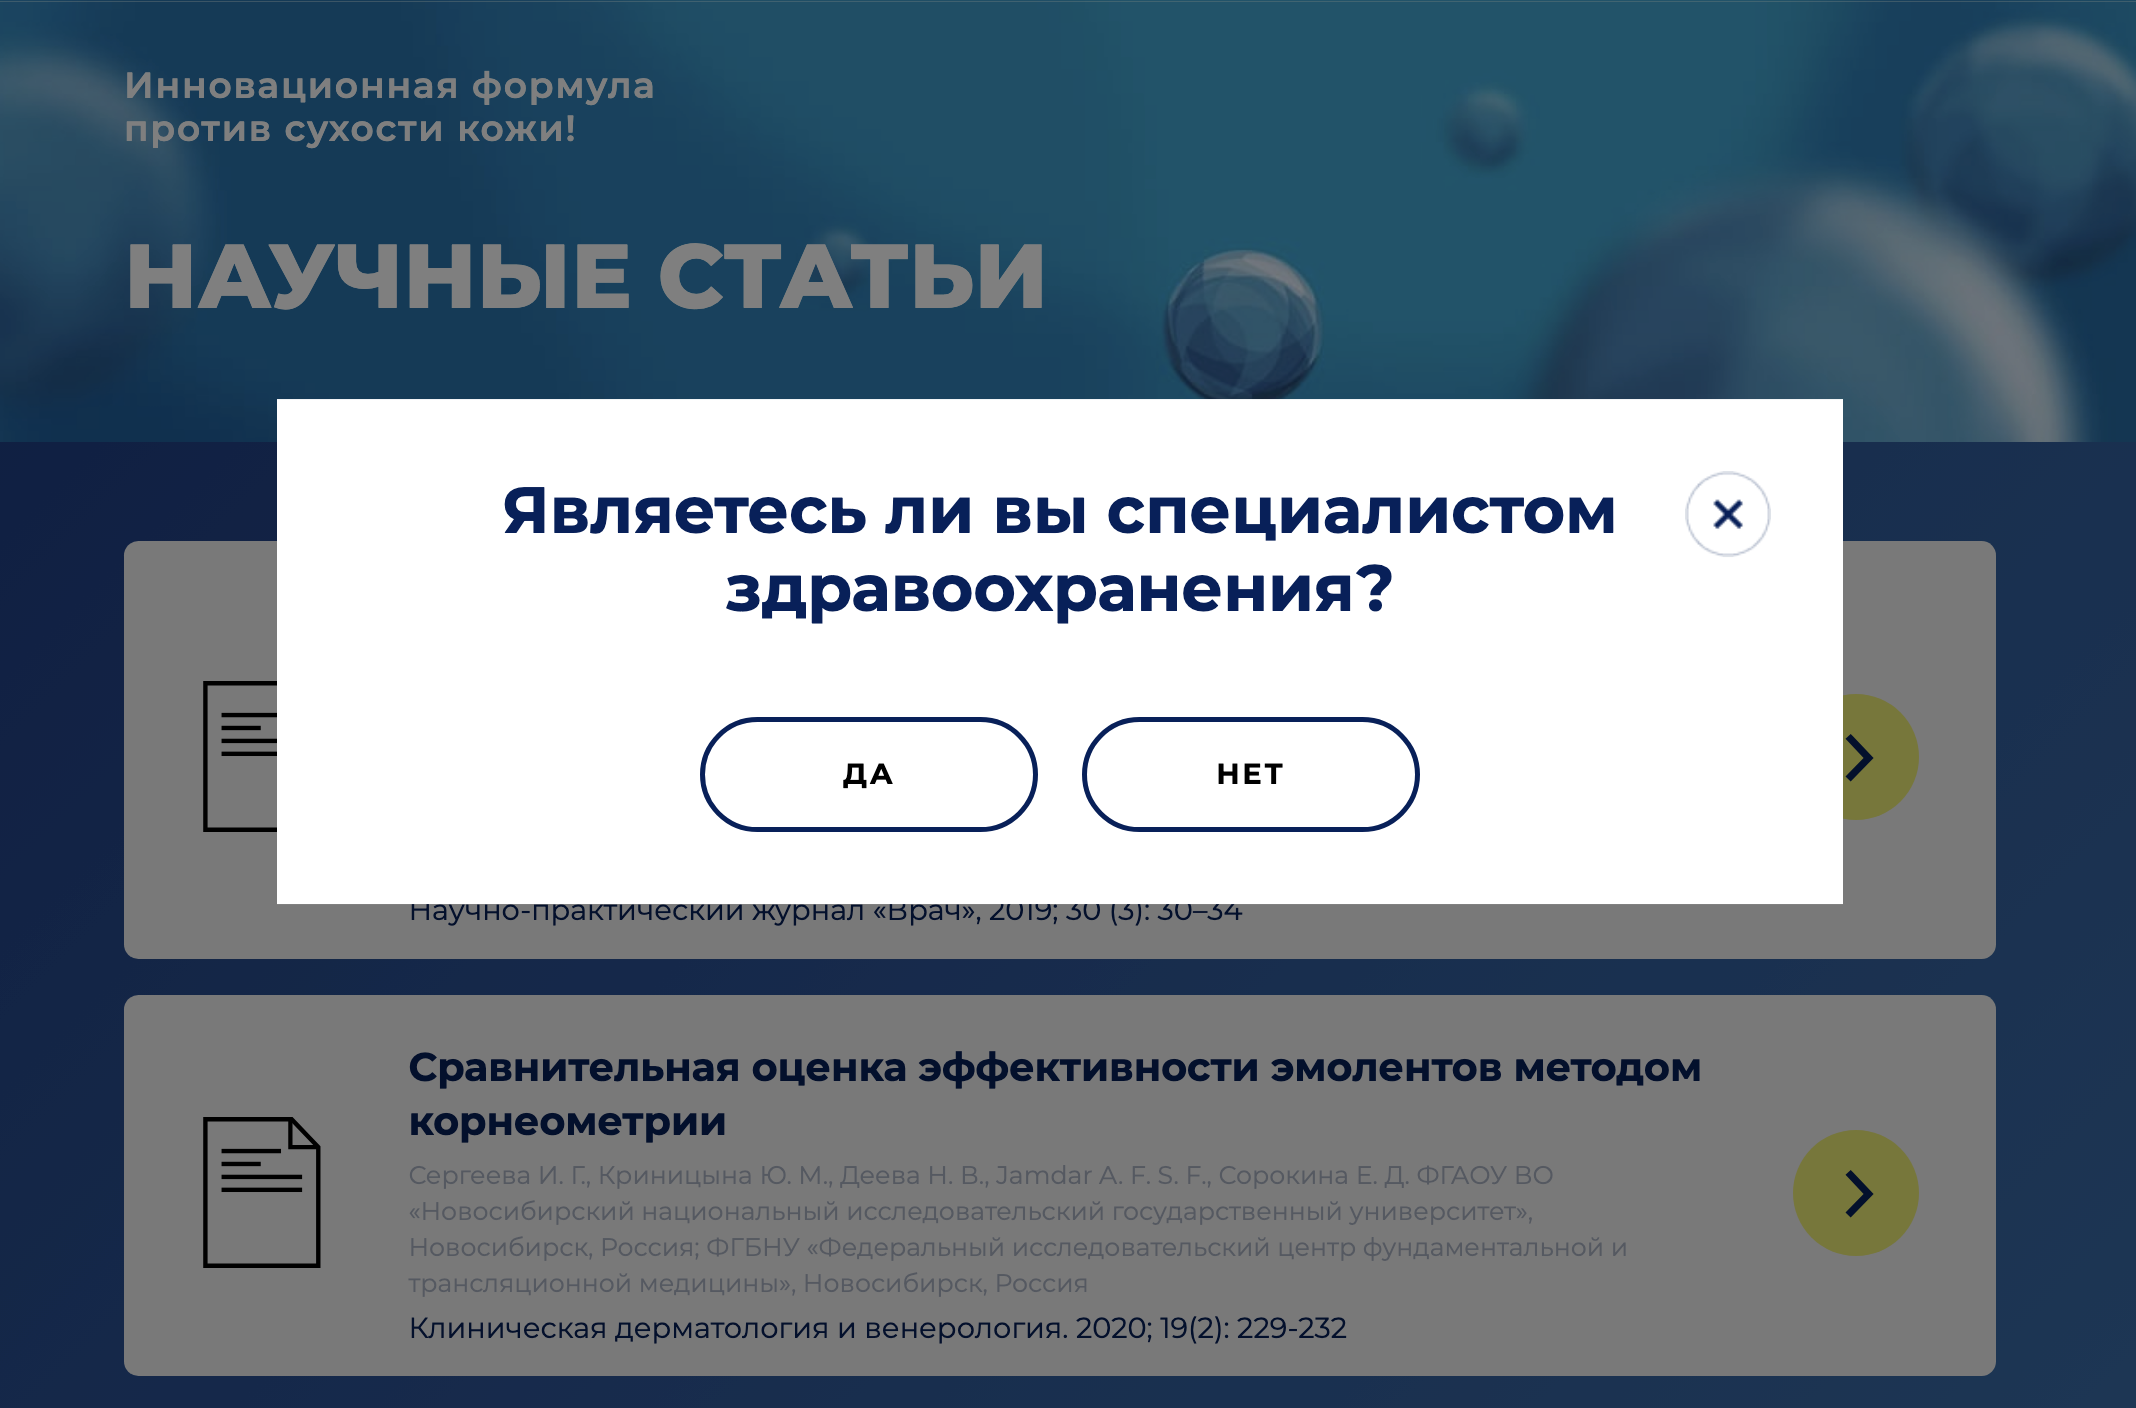 Инновационная формула
против сухости кожи!
НАУЧНЫЕ СТАТЬИ
Являетесь ли вы специалистом
здравоохранения?
ДА
НЕТ
Научно-практический журнал «Врач», 2019; 30 (3): 30–34
Сравнительная оценка эффективности эмолентов методом
корнеометрии
Сергеева И. Г., Криницына Ю. М., Деева Н. В., Jamdar A. F. S. F., Сорокина Е. Д. ФГАОУ ВО
«Новосибирский национальный исследовательский государственный университет»,
Новосибирск, Россия; ФГБНУ «Федеральный исследовательский центр фундаментальной и
трансляционной медицины», Новосибирск, Россия
Клиническая дерматология и венерология. 2020; 19(2): 229-232